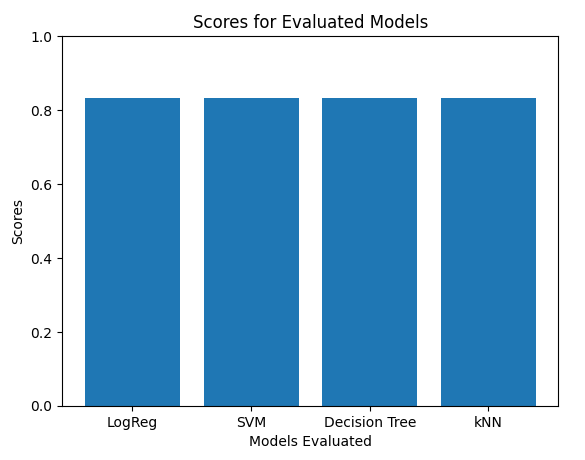 Scores for Evaluated Models
1.0
0.8
0.6
0.4
0.2
0.0
Scores
LogReg SVM Decision Tree kNN
Models Evaluated